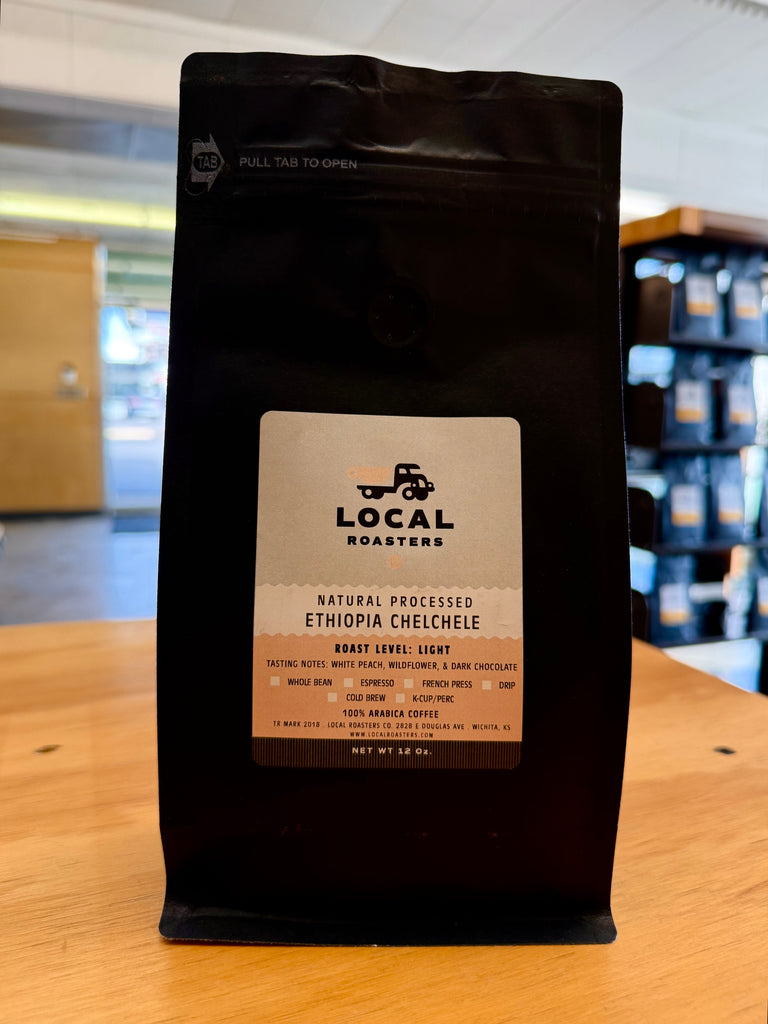 TAB
PULL TAB TO OPEN
LOCAL
ROASTERS
NATURAL PROCESSED
ETHIOPIA CHELCHELE
ROAST LEVEL: LIGHT
TASTING NOTES: WHITE PEACH, WILDFLOWER, & DARK CHOCOLATE
WHOLE BEAN ESPRESSO FRENCH PRESS DRIP
COLD BREW K-CUP/PERC
100% ARABICA COFFEE
TR MARK 2018 . LOCAL ROASTERS CO. 2828 E DOUGLAS AVE . WICHITA, KS
WWW.LOCALROASTERS.COM
NET WT 12 Oz.